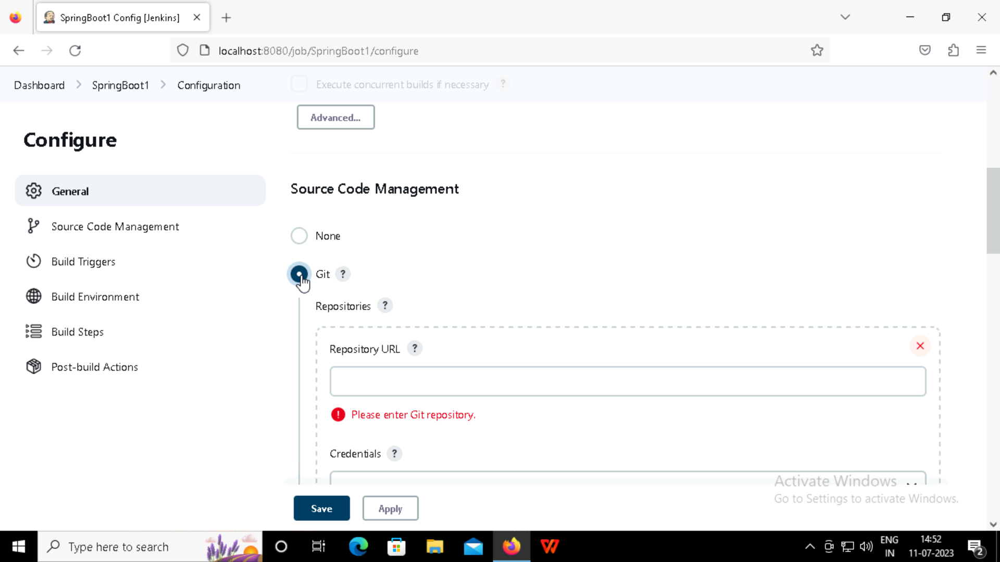 SpringBoot1 Config [Jenkins]
localhost:8080/job/SpringBoot1/configure
Dashboard
SpringBoot1
Configuration
Execute concurrent builds if necessary ?
Advanced...
Configure
General
Source Code Management
Build Triggers
Build Environment
Build Steps
Post-build Actions
Source Code Management
None
Git ?
Repositories ?
Repository URL ?
! Please enter Git repository.
Credentials ?
Save
Apply
Activate Windows
Go to Settings to activate Windows.
Type here to search
ENG
IN
14:52
11-07-2023
2